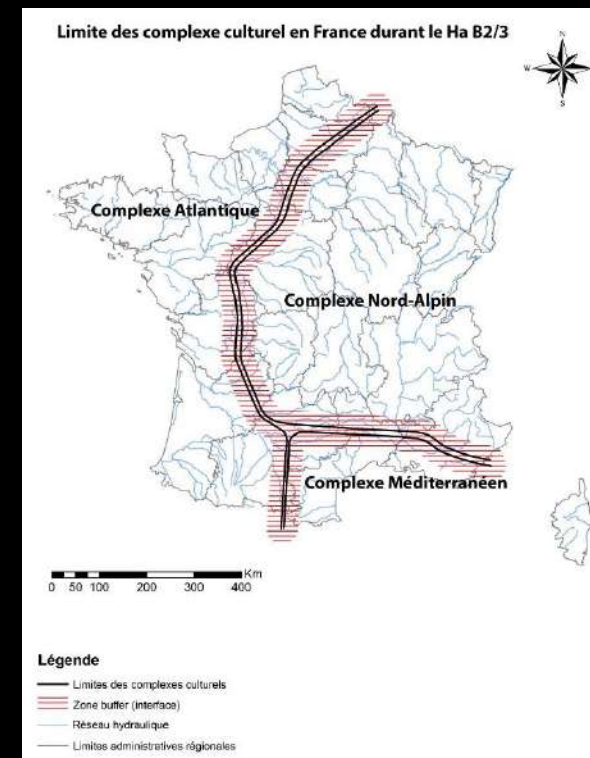 Limite des complexe culturel en France durant le Ha B2/3
N
W
S
Complexe Atlantique
Complexe Nord-Alpin
Complexe Méditerranéen
Km
0 50 100 200 300 400
Légende
Limites des complexes culturels
Zone buffer (interface)
Réseau hydraulique
Limites administratives régionales